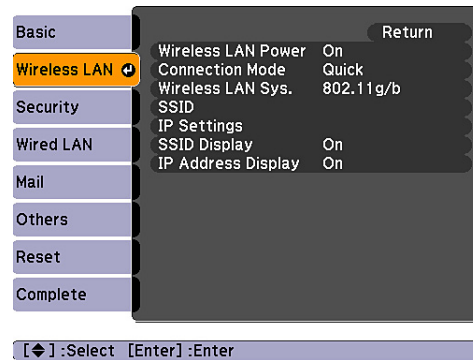 Basic
Wireless LAN
Security
Wired LAN
Mail
Others
Reset
Complete
Return
Wireless LAN Power On
Connection Mode Quick
Wireless LAN Sys. 802.11g/b
SSID
IP Settings
SSID Display On
IP Address Display On
[◆] :Select [Enter] :Enter